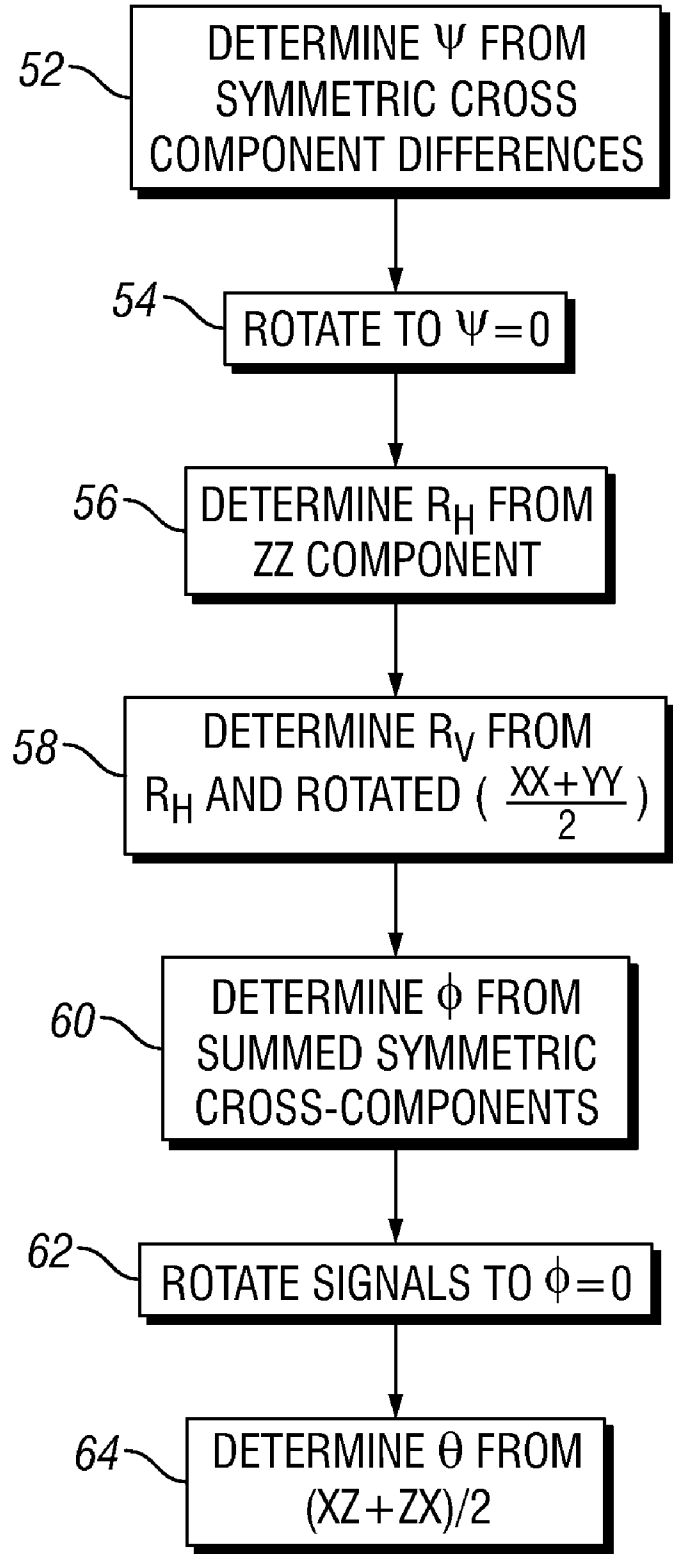 52
DETERMINE Ψ FROM
SYMMETRIC CROSS
COMPONENT DIFFERENCES
54
ROTATE TO Ψ=0
56
DETERMINE R_H FROM
ZZ COMPONENT
58
DETERMINE R_V FROM
R_H AND ROTATED ( XX+YY / 2 )
60
DETERMINE ϕ FROM
SUMMED SYMMETRIC
CROSS-COMPONENTS
62
ROTATE SIGNALS TO ϕ=0
64
DETERMINE θ FROM
(XZ+ZX)/2